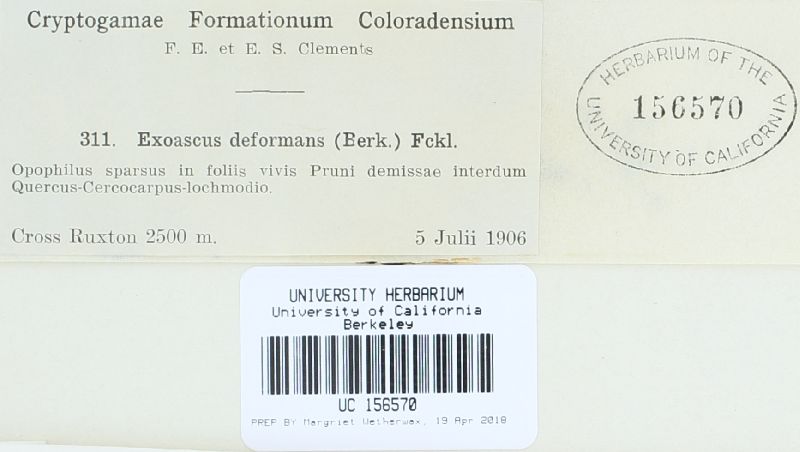 Cryptogamae Formationum Coloradensium
F. E. et E. S. Clements
311. Exoascus deformans (Berk.) Fckl.
Opophilus sparsus in foliis vivis Pruni demissae interdum
Quercus-Cercocarpus-lochmodio.
Cross Ruxton 2500 m. 5 Julii 1906
HERBARIUM OF THE
156570
UNIVERSITY OF CALIFORNIA
UNIVERSITY HERBARIUM
University of California
Berkeley
UC 156570
PREP BY Margriet Wetherwax, 19 Apr 2018